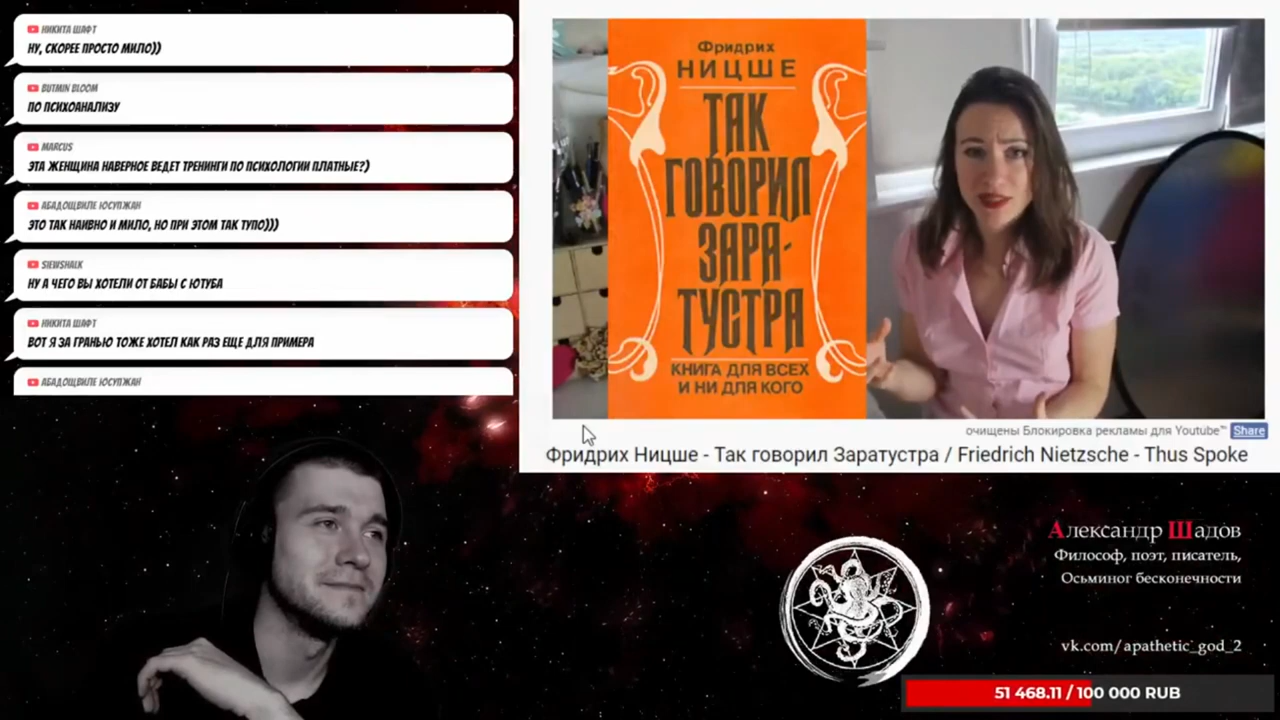 НИКИТА ШАФТ
НУ, СКОРЕЕ ПРОСТО МИЛО))
BUTMIN BLOOM
ПО ПСИХОАНАЛИЗУ
MARCUS
ЭТА ЖЕНЩИНА НАВЕРНОЕ ВЕДЕТ ТРЕНИНГИ ПО ПСИХОЛОГИИ ПЛАТНЫЕ?)
АБАДОЩВИЛЕ ЮСУПЖАН
ЭТО ТАК НАИВНО И МИЛО, НО ПРИ ЭТОМ ТАК ТУПО)))
SIEWSHALK
НУ А ЧЕГО ВЫ ХОТЕЛИ ОТ БАБЫ С ЮТУБА
НИКИТА ШАФТ
ВОТ Я ЗА ГРАНЬЮ ТОЖЕ ХОТЕЛ КАК РАЗ ЕЩЕ ДЛЯ ПРИМЕРА
АБАДОЩВИЛЕ ЮСУПЖАН
Фридрих
НИЦШЕ
ТАК
ГОВОРИЛ
ЗАРА-
ТУСТРА
КНИГА ДЛЯ ВСЕХ
И НИ ДЛЯ КОГО
очищены Блокировка рекламы для Youtube™ Share
Фридрих Ницше - Так говорил Заратустра / Friedrich Nietzsche - Thus Spoke
Александр Шадов
Философ, поэт, писатель,
Осьминог бесконечности
vk.com/apathetic_god_2
51 468.11 / 100 000 RUB